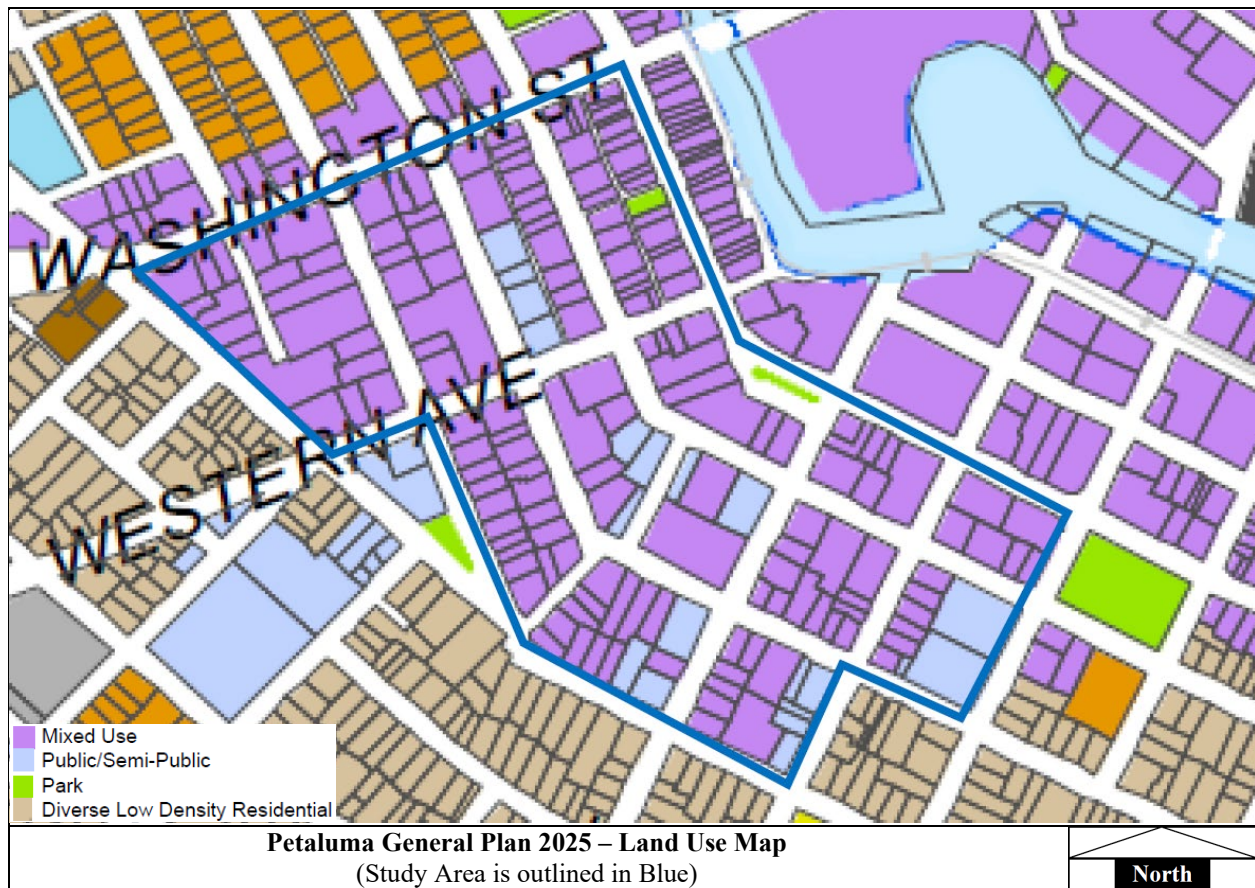 WASHINGTON ST
WESTERN AVE
Mixed Use
Public/Semi-Public
Park
Diverse Low Density Residential
Petaluma General Plan 2025 – Land Use Map
(Study Area is outlined in Blue)
North